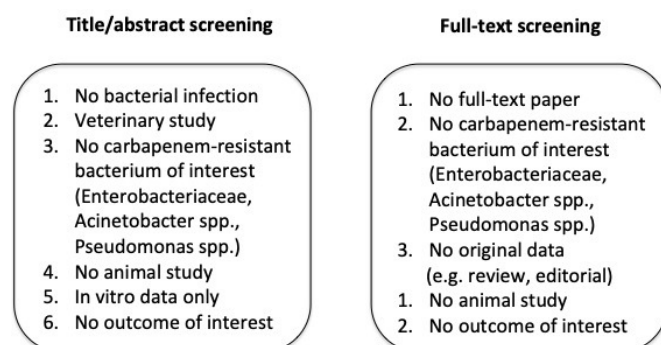 Title/abstract screening
1. No bacterial infection
2. Veterinary study
3. No carbapenem-resistant
bacterium of interest
(Enterobacteriaceae,
Acinetobacter spp.,
Pseudomonas spp.)
4. No animal study
5. In vitro data only
6. No outcome of interest
Full-text screening
1. No full-text paper
2. No carbapenem-resistant
bacterium of interest
(Enterobacteriaceae,
Acinetobacter spp.,
Pseudomonas spp.)
3. No original data
(e.g. review, editorial)
1. No animal study
2. No outcome of interest